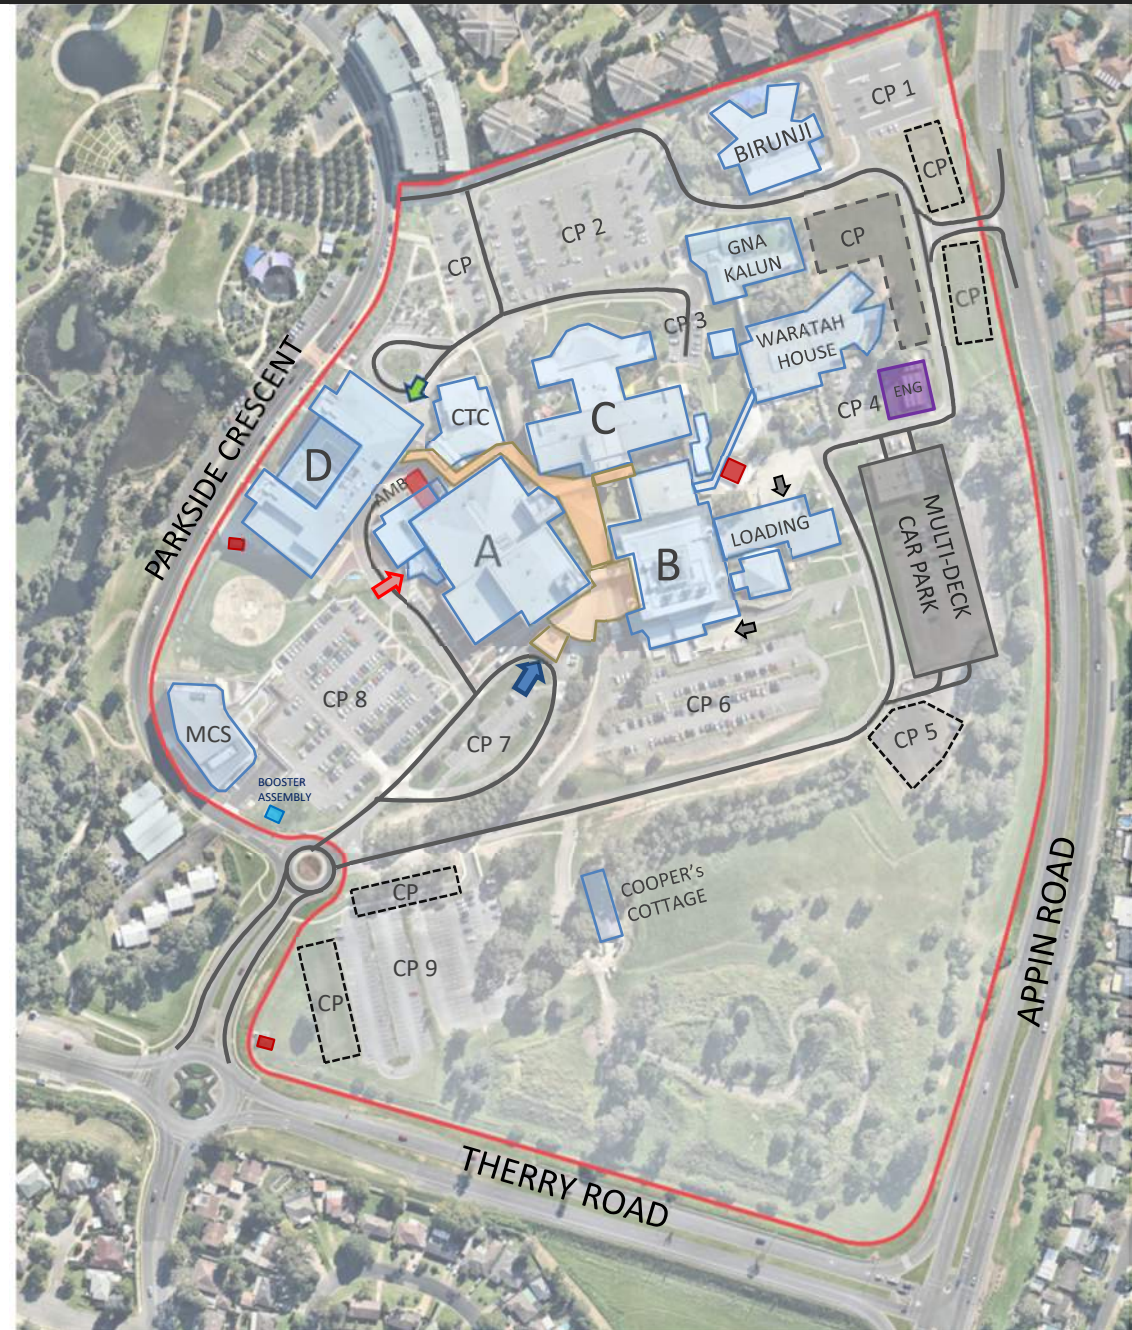 CP 1
BIRUNJI
CP
CP 2
GNA
KALUN
CP
CP
CP
CP 3
WARATAH
HOUSE
ENG
CP 4
CTC
C
D
PARKSIDE CRESCENT
AMB
A
B
LOADING
MULTI-DECK
CAR PARK
CP 8
CP 6
MCS
CP 7
CP 5
BOOSTER
ASSEMBLY
CP
COOPER's
COTTAGE
CP 9
CP
APPIN ROAD
THERRY ROAD